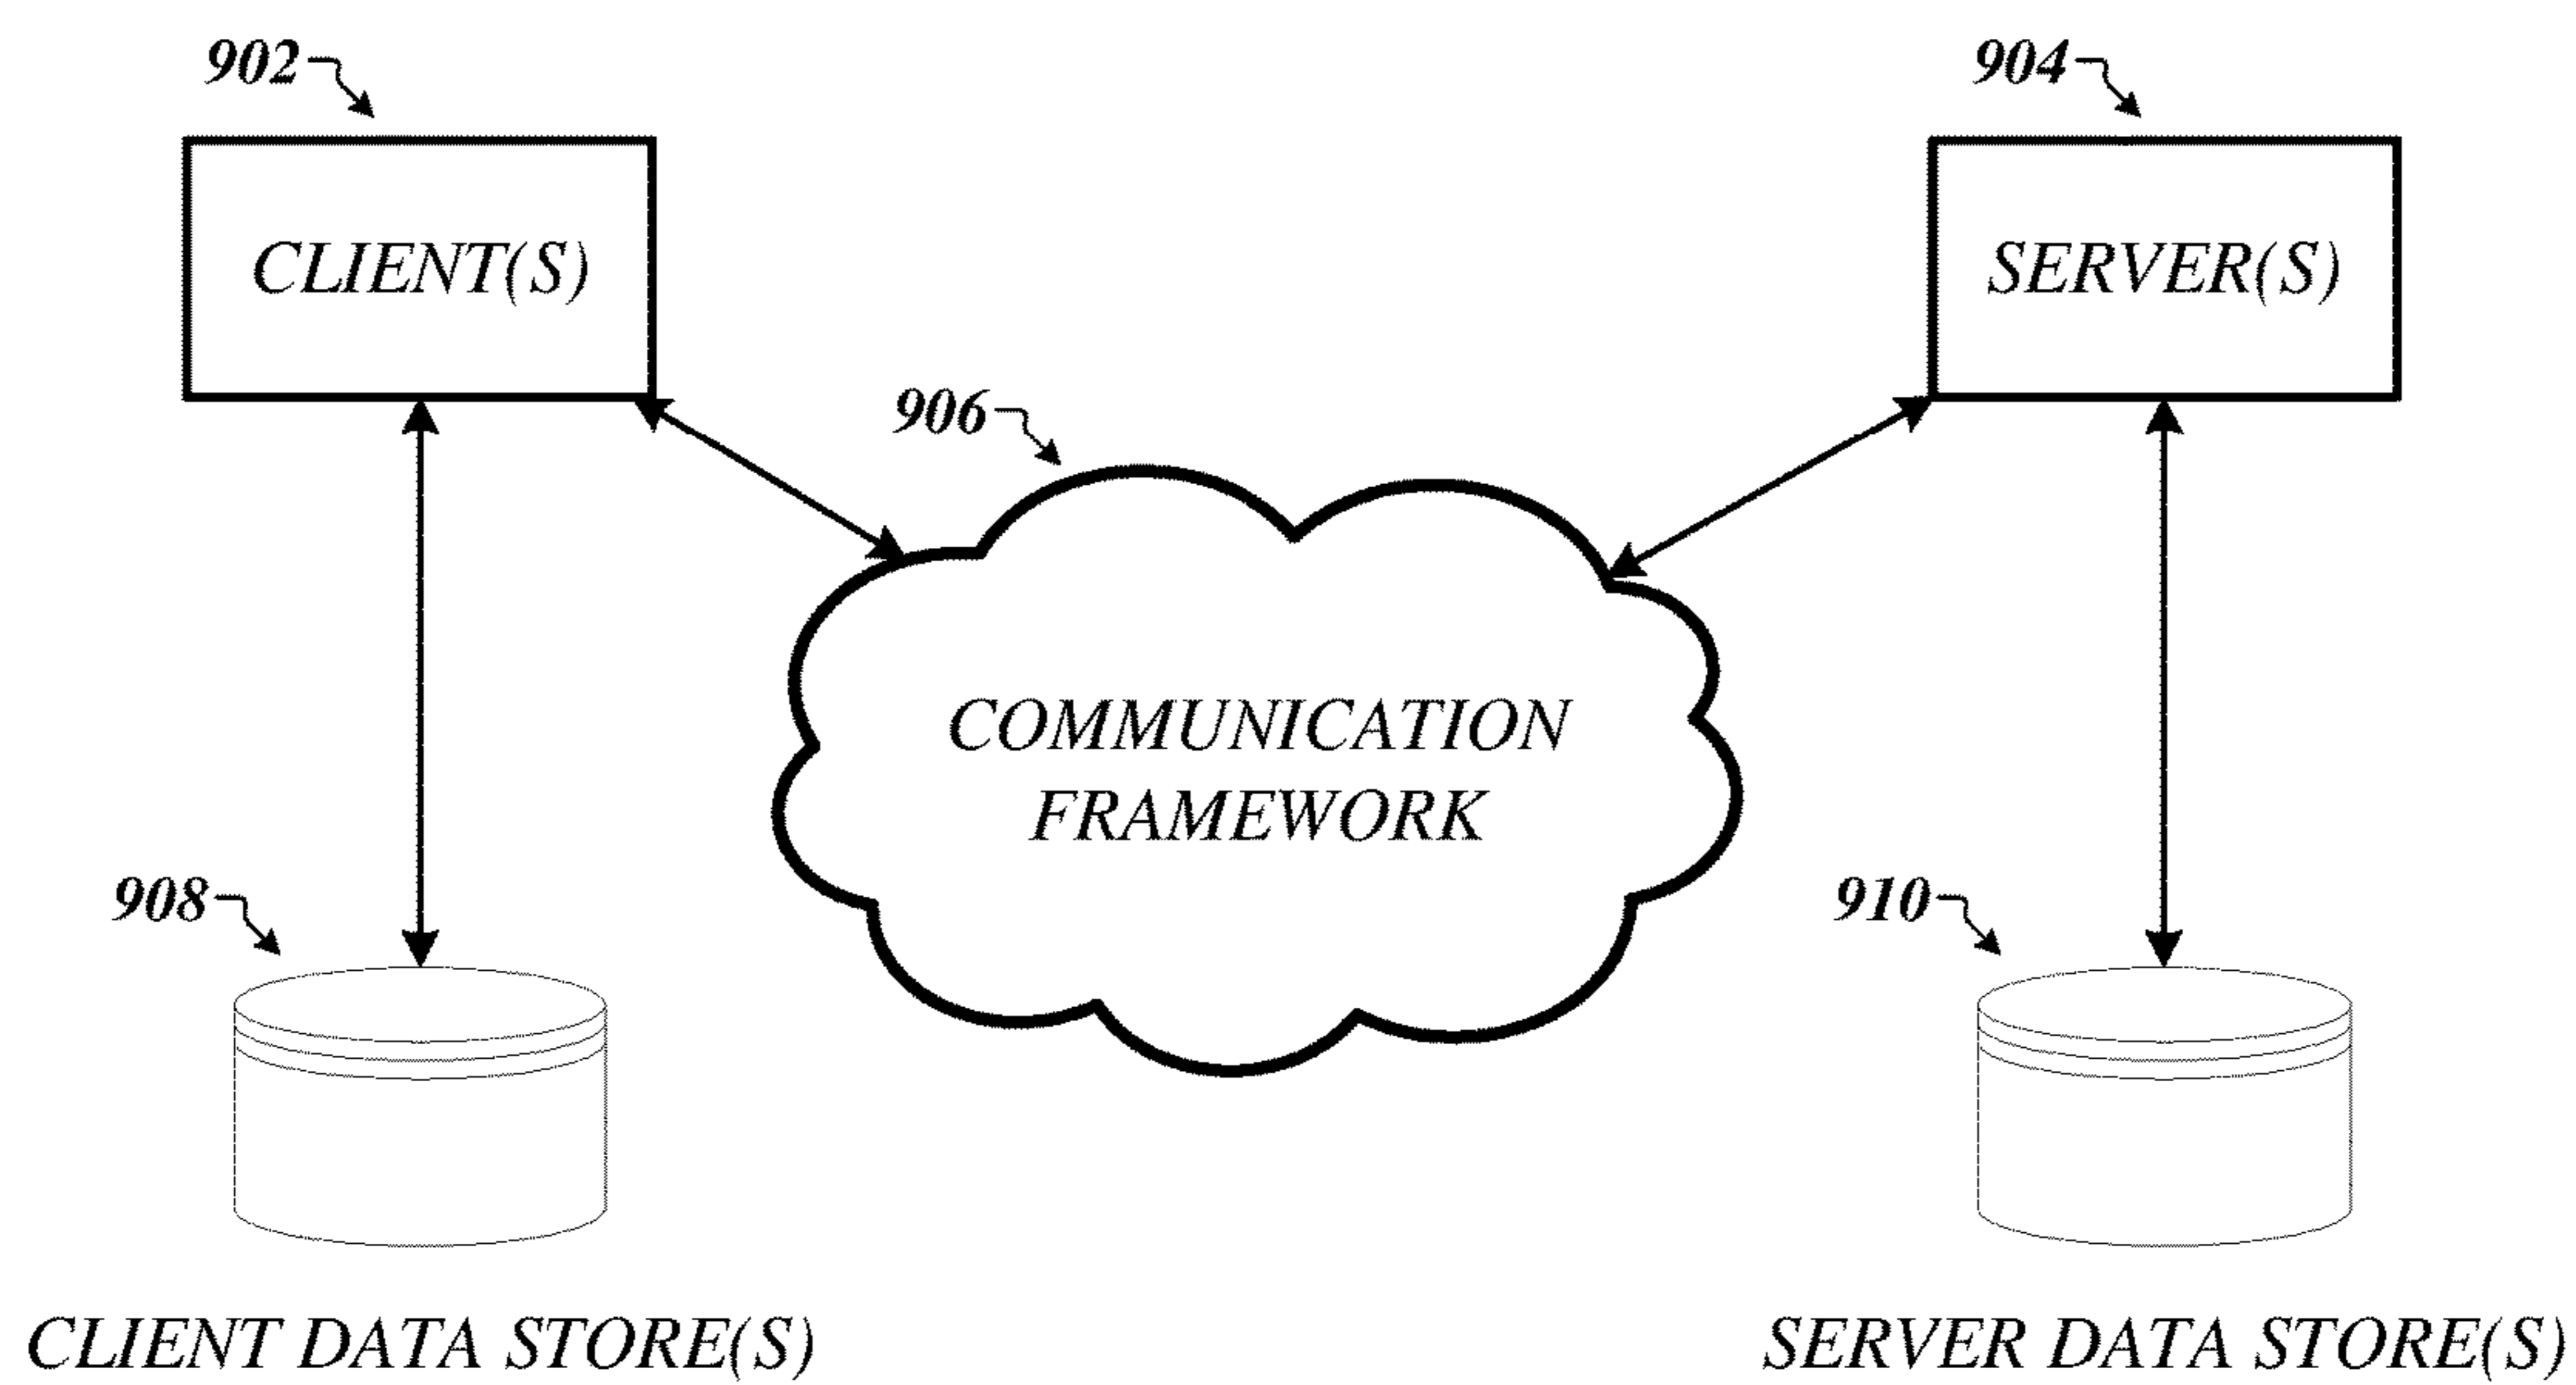 902
904
CLIENT(S)
SERVER(S)
906
COMMUNICATION
FRAMEWORK
908
910
CLIENT DATA STORE(S)
SERVER DATA STORE(S)